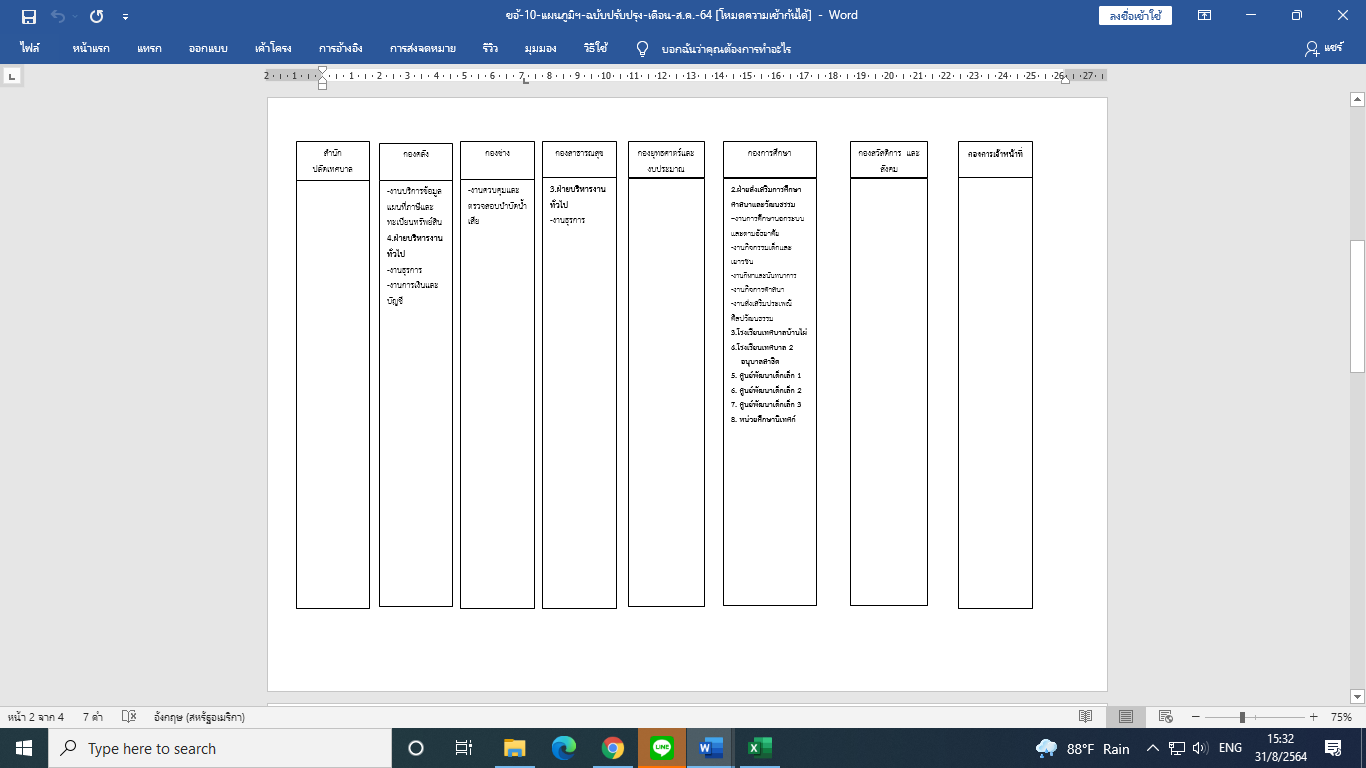 ขอ้-10-แผนภูมิฯ-ฉบับปรับปรุง-เดือน-ส.ค.-64 [โหมดความเข้ากันได้] - Word
ลงชื่อเข้าใช้
ไฟล์ หน้าแรก แทรก ออกแบบ เค้าโครง การอ้างอิง การส่งจดหมาย รีวิว มุมมอง วิธีใช้ บอกฉันว่าคุณต้องการทำอะไร แชร์
2 1 1 2 3 4 5 6 7 8 9 10 11 12 13 14 15 16 17 18 19 20 21 22 23 24 25 26 27
สำนัก
ปลัดเทศบาล
กองคลัง
-งานบริการข้อมูล
แผนที่ภาษีและ
ทะเบียนทรัพย์สิน
4.ฝ่ายบริหารงาน
ทั่วไป
-งานธุรการ
-งานการเงินและ
บัญชี
กองช่าง
-งานควบคุมและ
ตรวจสอบบำบัดน้ำ
เสีย
กองสาธารณสุข
3.ฝ่ายบริหารงาน
ทั่วไป
-งานธุรการ
กองยุทธศาสตร์และ
งบประมาณ
กองการศึกษา
2.ฝ่ายส่งเสริมการศึกษา
ศาสนาและวัฒนธรรม
-งานการศึกษานอกระบบ
และตามอัธยาศัย
-งานกิจกรรมเด็กและ
เยาวชน
-งานกีฬาและนันทนาการ
-งานกิจการศาสนา
-งานส่งเสริมประเพณี
ศิลปวัฒนธรรม
3.โรงเรียนเทศบาลบ้านไผ่
4.โรงเรียนเทศบาล 2
อนุบาลสาธิต
5. ศูนย์พัฒนาเด็กเล็ก 1
6. ศูนย์พัฒนาเด็กเล็ก 2
7. ศูนย์พัฒนาเด็กเล็ก 3
8. หน่วยศึกษานิเทศก์
กองสวัสดิการ และ
สังคม
กองการเจ้าหน้าที่
หน้า 2 จาก 4 7 คำ อังกฤษ (สหรัฐอเมริกา) 75%
Type here to search
LINE
88°F Rain ENG
15:32
31/8/2564